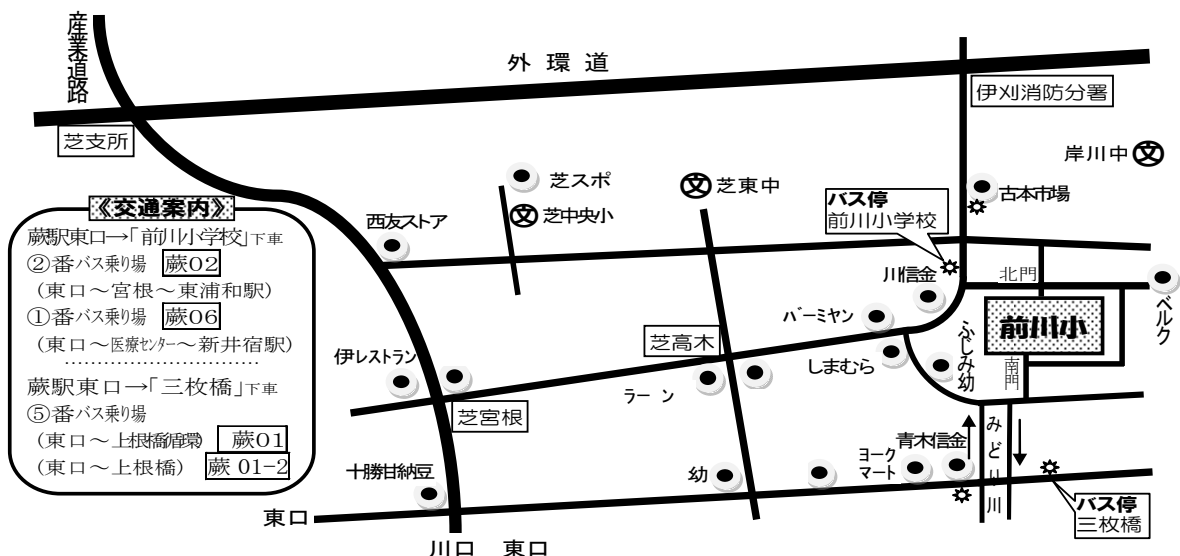 産業道路
外環道
芝支所
伊刈消防分署
岸川中 文
古本市場
バス停
前川小学校
芝スポ
文 芝東中
文 芝中央小
西友ストア
《交通案内》
蕨駅東口→「前川小学校」下車
②番バス乗り場 蕨02
(東口～宮根～東浦和駅)
①番バス乗り場 蕨06
(東口～医療センター～新井宿駅)
蕨駅東口→「三枚橋」下車
⑤番バス乗り場
(東口～上根橋循環) 蕨01
(東口～上根橋) 蕨 01-2
川信金
北門
ベルク
前川小
バーミヤン
芝高木
しまむら
ふじみ幼
南門
伊レストラン
ラーン
芝宮根
十勝甘納豆
幼
ヨーク
マート
青木信金
みどり川
バス停
三枚橋
東口
川口 東口